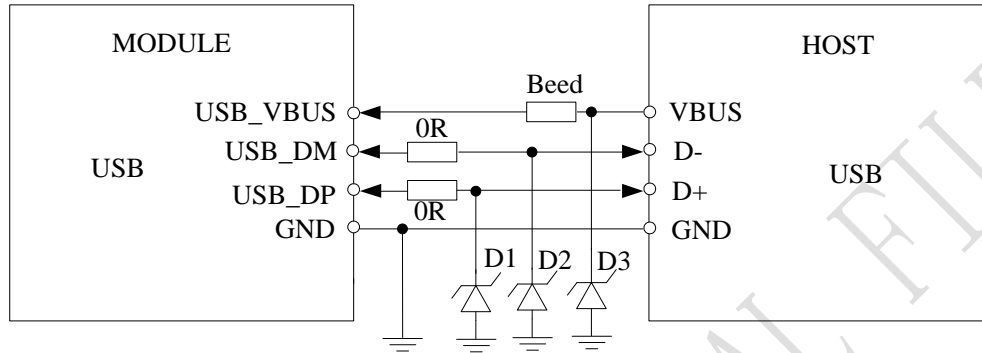 MODULE
HOST
Beed
USB_VBUS
VBUS
0R
USB_DM
D-
USB
USB
USB_DP
D+
0R
GND
GND
D1
D2
D3